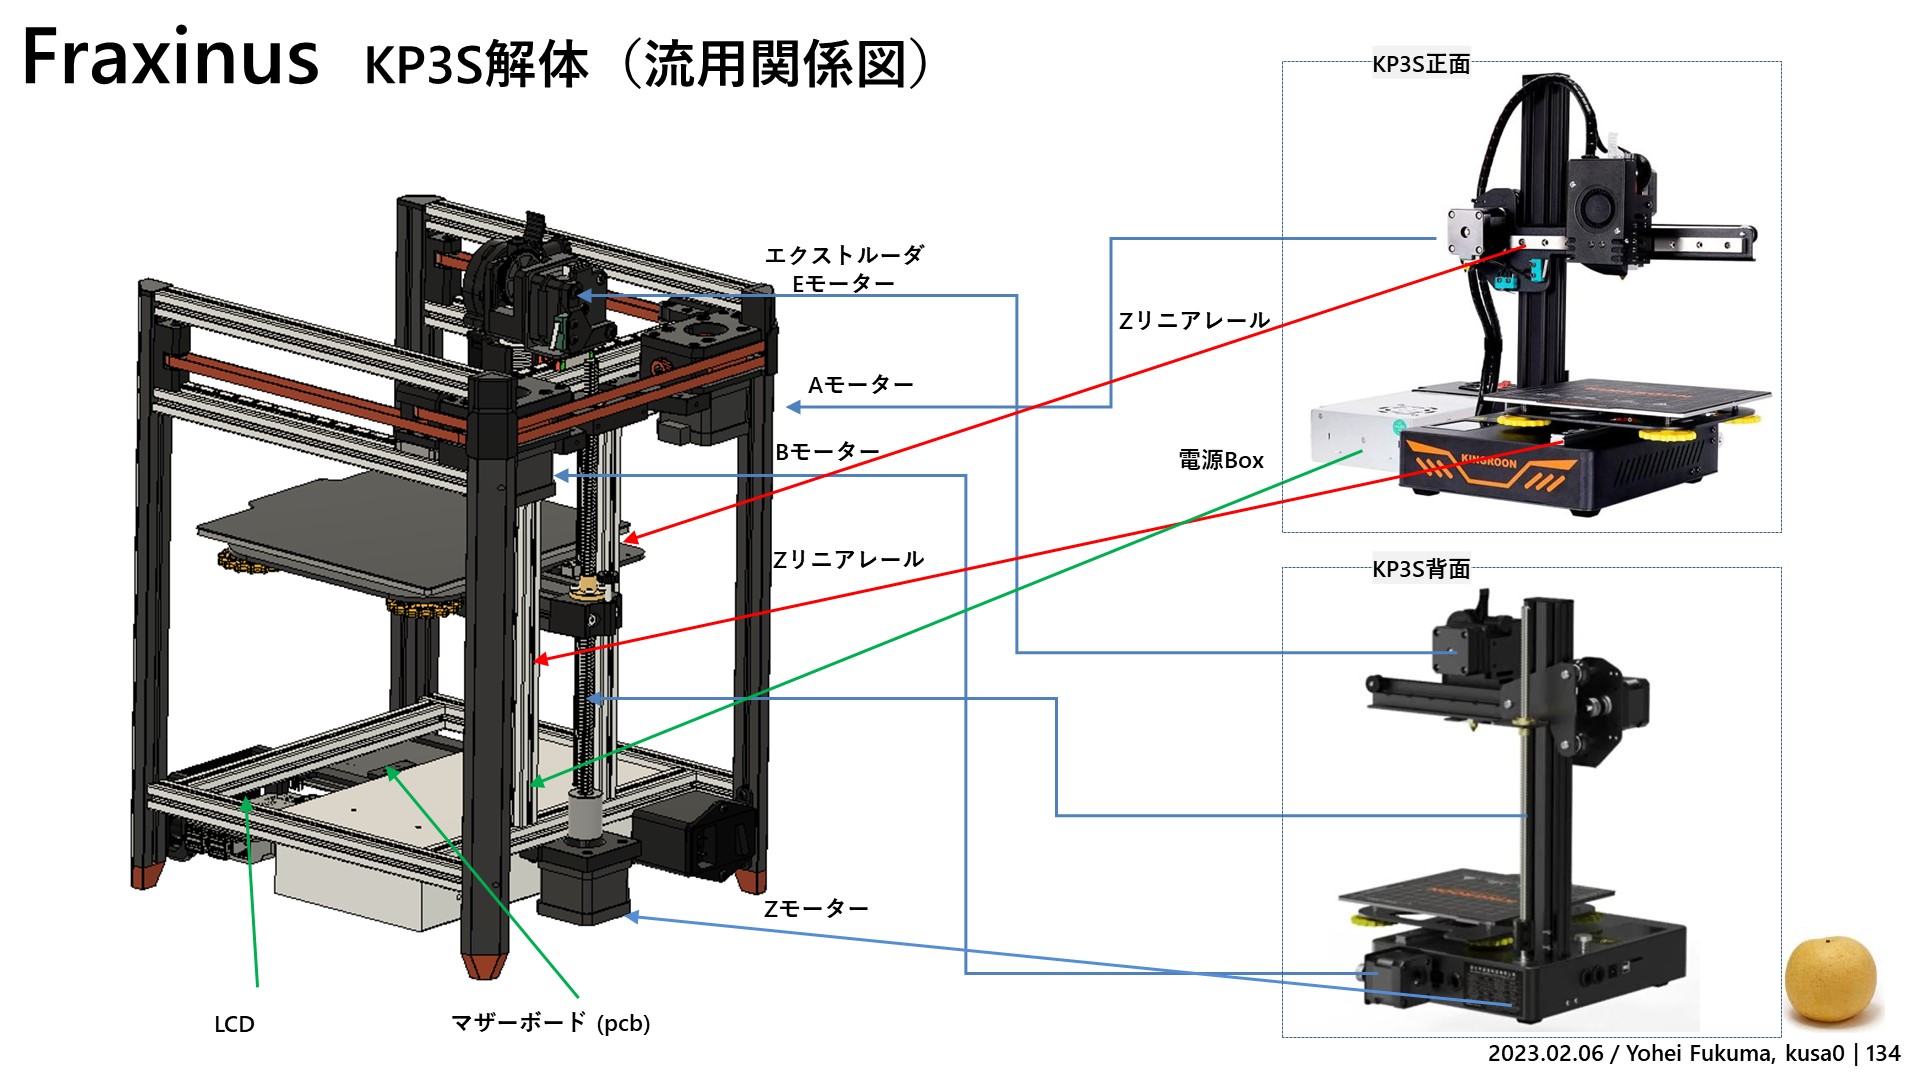 Fraxinus KP3S解体（流用関係図）
KP3S正面
エクストルーダ
Eモーター
Zリニアレール
Aモーター
Bモーター
電源Box
KINGROON
Zリニアレール
KP3S背面
Zモーター
LCD
マザーボード (pcb)
2023.02.06 / Yohei Fukuma, kusa0 | 134